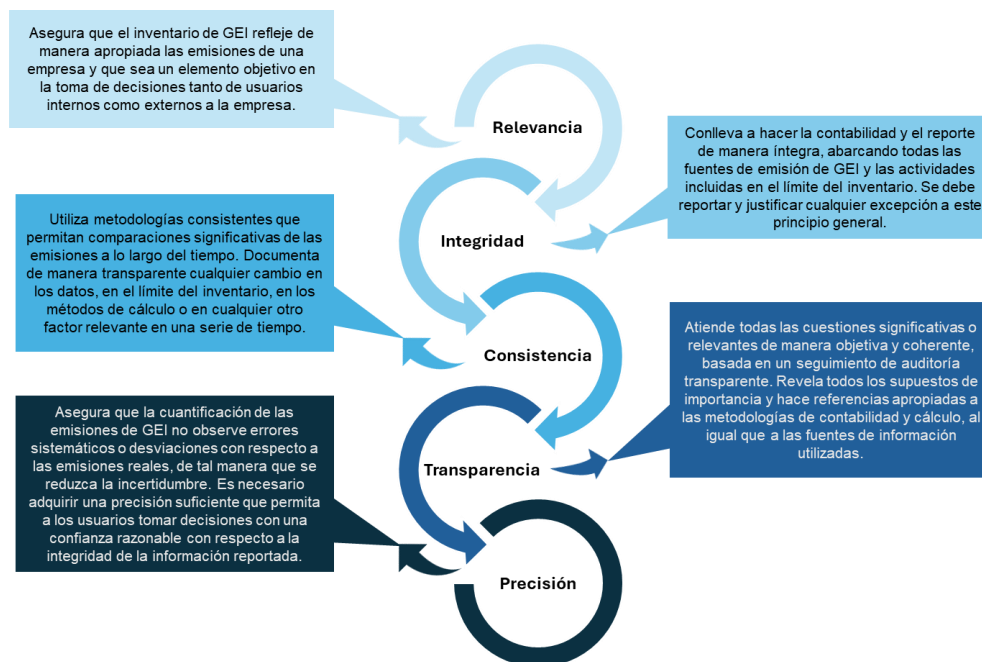 Asegura que el inventario de GEI refleje de
manera apropiada las emisiones de una
empresa y que sea un elemento objetivo en
la toma de decisiones tanto de usuarios
internos como externos a la empresa.
Relevancia
Conlleva a hacer la contabilidad y el reporte
de manera íntegra, abarcando todas las
fuentes de emisión de GEI y las actividades
incluidas en el límite del inventario. Se debe
reportar y justificar cualquier excepción a este
principio general.
Integridad
Utiliza metodologías consistentes que
permitan comparaciones significativas de las
emisiones a lo largo del tiempo. Documenta
de manera transparente cualquier cambio en
los datos, en el límite del inventario, en los
métodos de cálculo o en cualquier otro
factor relevante en una serie de tiempo.
Consistencia
Atiende todas las cuestiones significativas o
relevantes de manera objetiva y coherente,
basada en un seguimiento de auditoría
transparente. Revela todos los supuestos de
importancia y hace referencias apropiadas a
las metodologías de contabilidad y cálculo, al
igual que a las fuentes de información
utilizadas.
Transparencia
Asegura que la cuantificación de las
emisiones de GEI no observe errores
sistemáticos o desviaciones con respecto a
las emisiones reales, de tal manera que se
reduzca la incertidumbre. Es necesario
adquirir una precisión suficiente que permita
a los usuarios tomar decisiones con una
confianza razonable con respecto a la
integridad de la información reportada.
Precisión